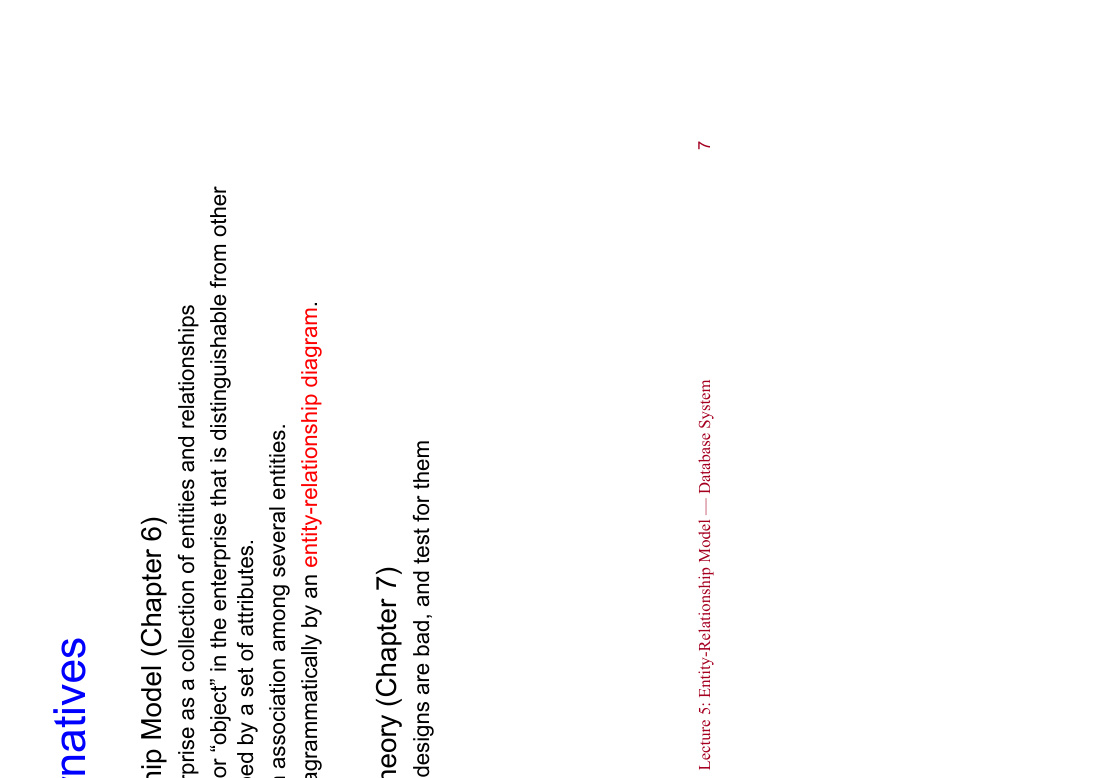 natives
hip Model (Chapter 6)
rprise as a collection of entities and relationships
or “object” in the enterprise that is distinguishable from other
ed by a set of attributes.
association among several entities.
agrammatically by an entity-relationship diagram.
heory (Chapter 7)
designs are bad, and test for them
Lecture 5: Entity-Relationship Model — Database System
7